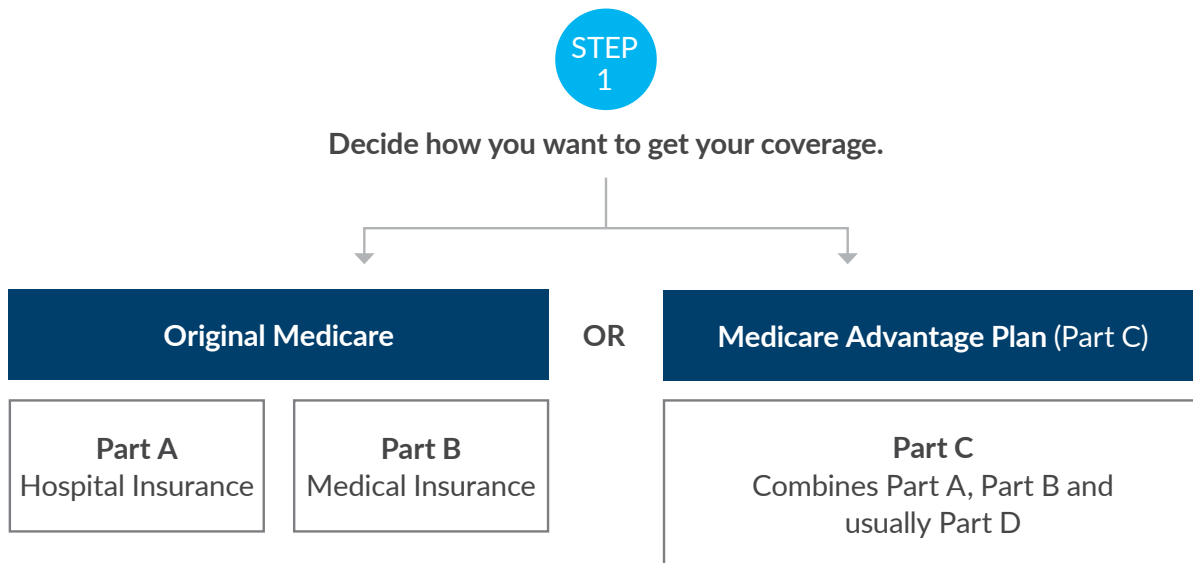 STEP
1
Decide how you want to get your coverage.
Original Medicare
OR
Medicare Advantage Plan (Part C)
Part A
Hospital Insurance
Part B
Medical Insurance
Part C
Combines Part A, Part B and
usually Part D